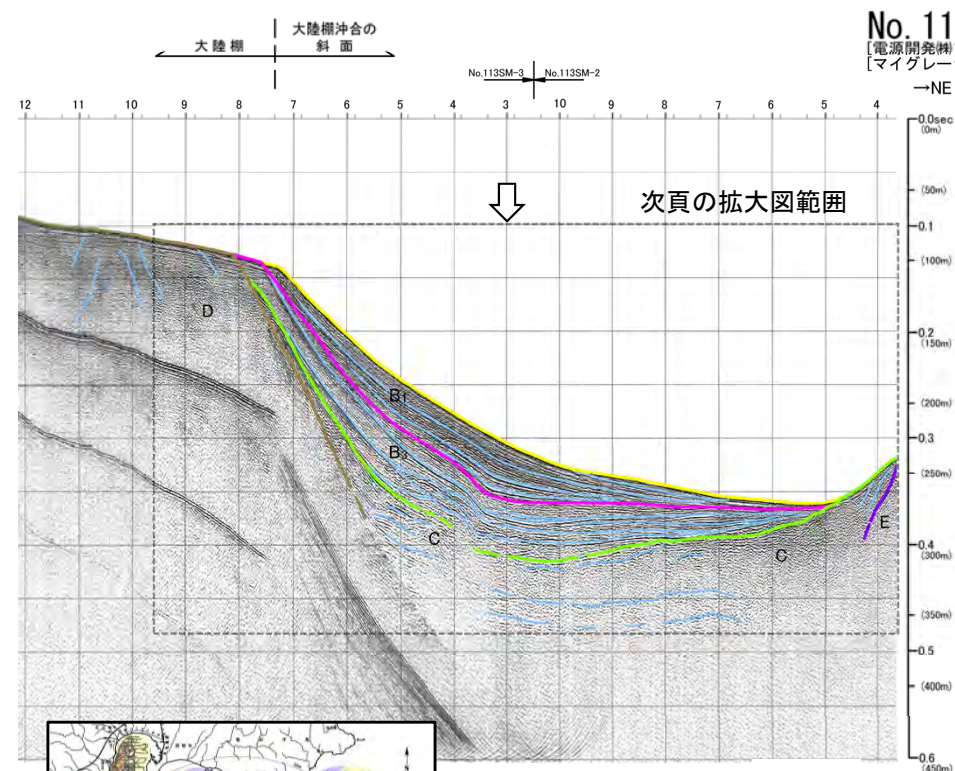 大陸棚
大陸棚沖合の
斜面
No. 11
[電源開発㈱
[マイグレー
→NE
No.113SM-3 No.113SM-2
12 11 10 9 8 7 6 5 4 3 10 9 8 7 6 5 4
0.0sec
(0m)
次頁の拡大図範囲
(50m)
0.1
(100m)
D
0.2
(150m)
B1
(200m)
0.3
B3
(250m)
E
C
C
0.4
(300m)
(350m)
0.5
(400m)
0.6
(450m)